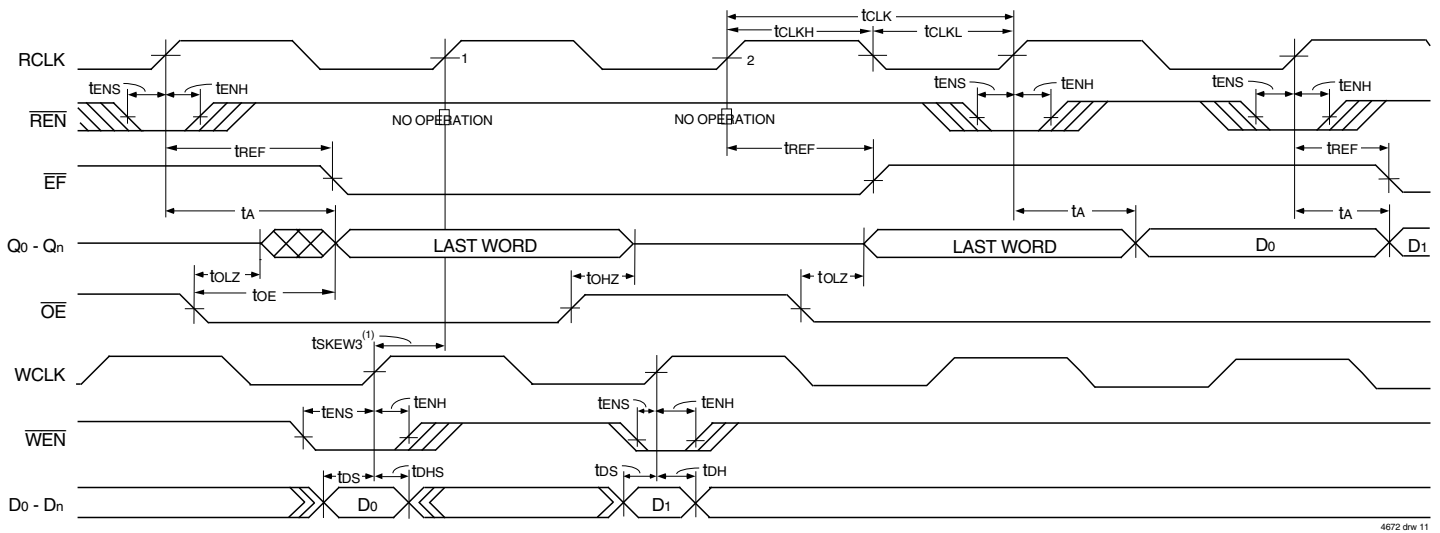 tCLK
tCLKH tCLKL
RCLK 1 2
tENS tENH tENS tENH tENS tENH
REN NO OPERATION NO OPERATION
tREF tREF tREF
EF
tA tA tA
Q0 - Qn LAST WORD LAST WORD D0 D1
tOLZ tOHZ tOLZ
tOE
OE
tSKEW3(1)
WCLK
tENS tENH tENS tENH
WEN
tDS tDHS tDS tDH
D0 - Dn D0 D1
4672 drw 11